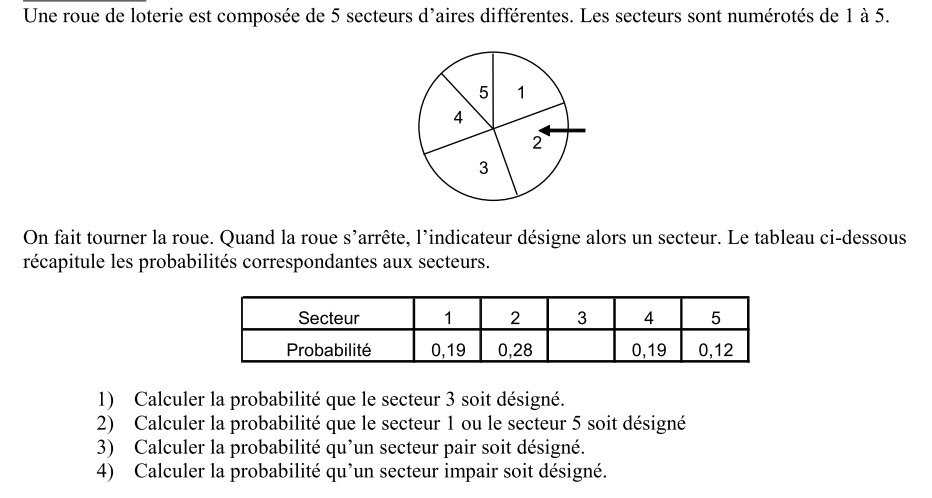 Une roue de loterie est composée de 5 secteurs d’aires différentes. Les secteurs sont numérotés de 1 à 5.
5 1
4
2
3
On fait tourner la roue. Quand la roue s’arrête, l’indicateur désigne alors un secteur. Le tableau ci-dessous
récapitule les probabilités correspondantes aux secteurs.
Secteur 1 2 3 4 5
Probabilité 0,19 0,28 0,19 0,12
1) Calculer la probabilité que le secteur 3 soit désigné.
2) Calculer la probabilité que le secteur 1 ou le secteur 5 soit désigné
3) Calculer la probabilité qu’un secteur pair soit désigné.
4) Calculer la probabilité qu’un secteur impair soit désigné.